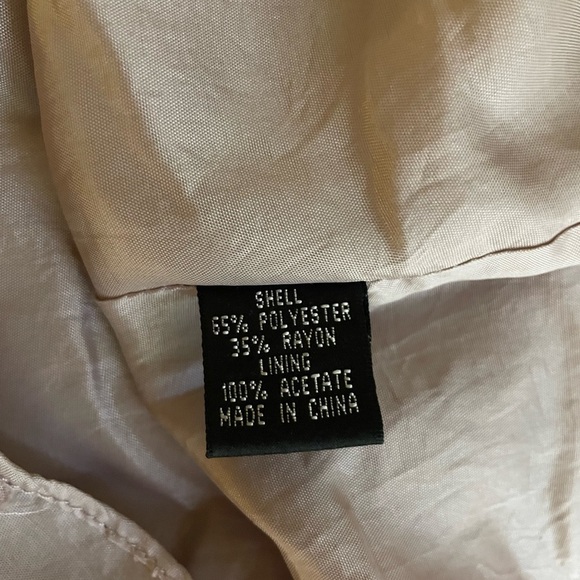 SHELL
65% POLYESTER
35% RAYON
LINING
100% ACETATE
MADE IN CHINA